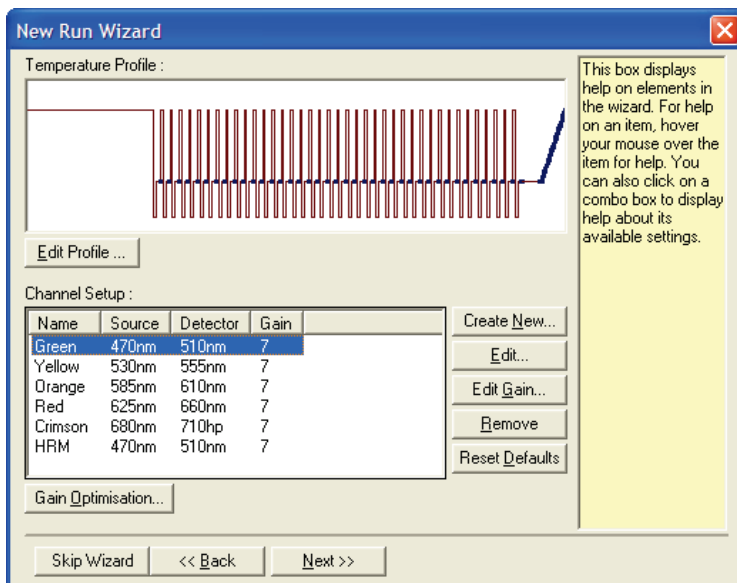 New Run Wizard
Temperature Profile :
Edit Profile ...
Channel Setup :
Name Source Detector Gain
Green 470nm 510nm 7
Yellow 530nm 555nm 7
Orange 585nm 610nm 7
Red 625nm 660nm 7
Crimson 680nm 710hp 7
HRM 470nm 510nm 7
Create New...
Edit...
Edit Gain...
Remove
Reset Defaults
Gain Optimisation...
Skip Wizard
<< Back
Next >>
This box displays
help on elements in
the wizard. For help
on an item, hover
your mouse over the
item for help. You
can also click on a
combo box to display
help about its
available settings.